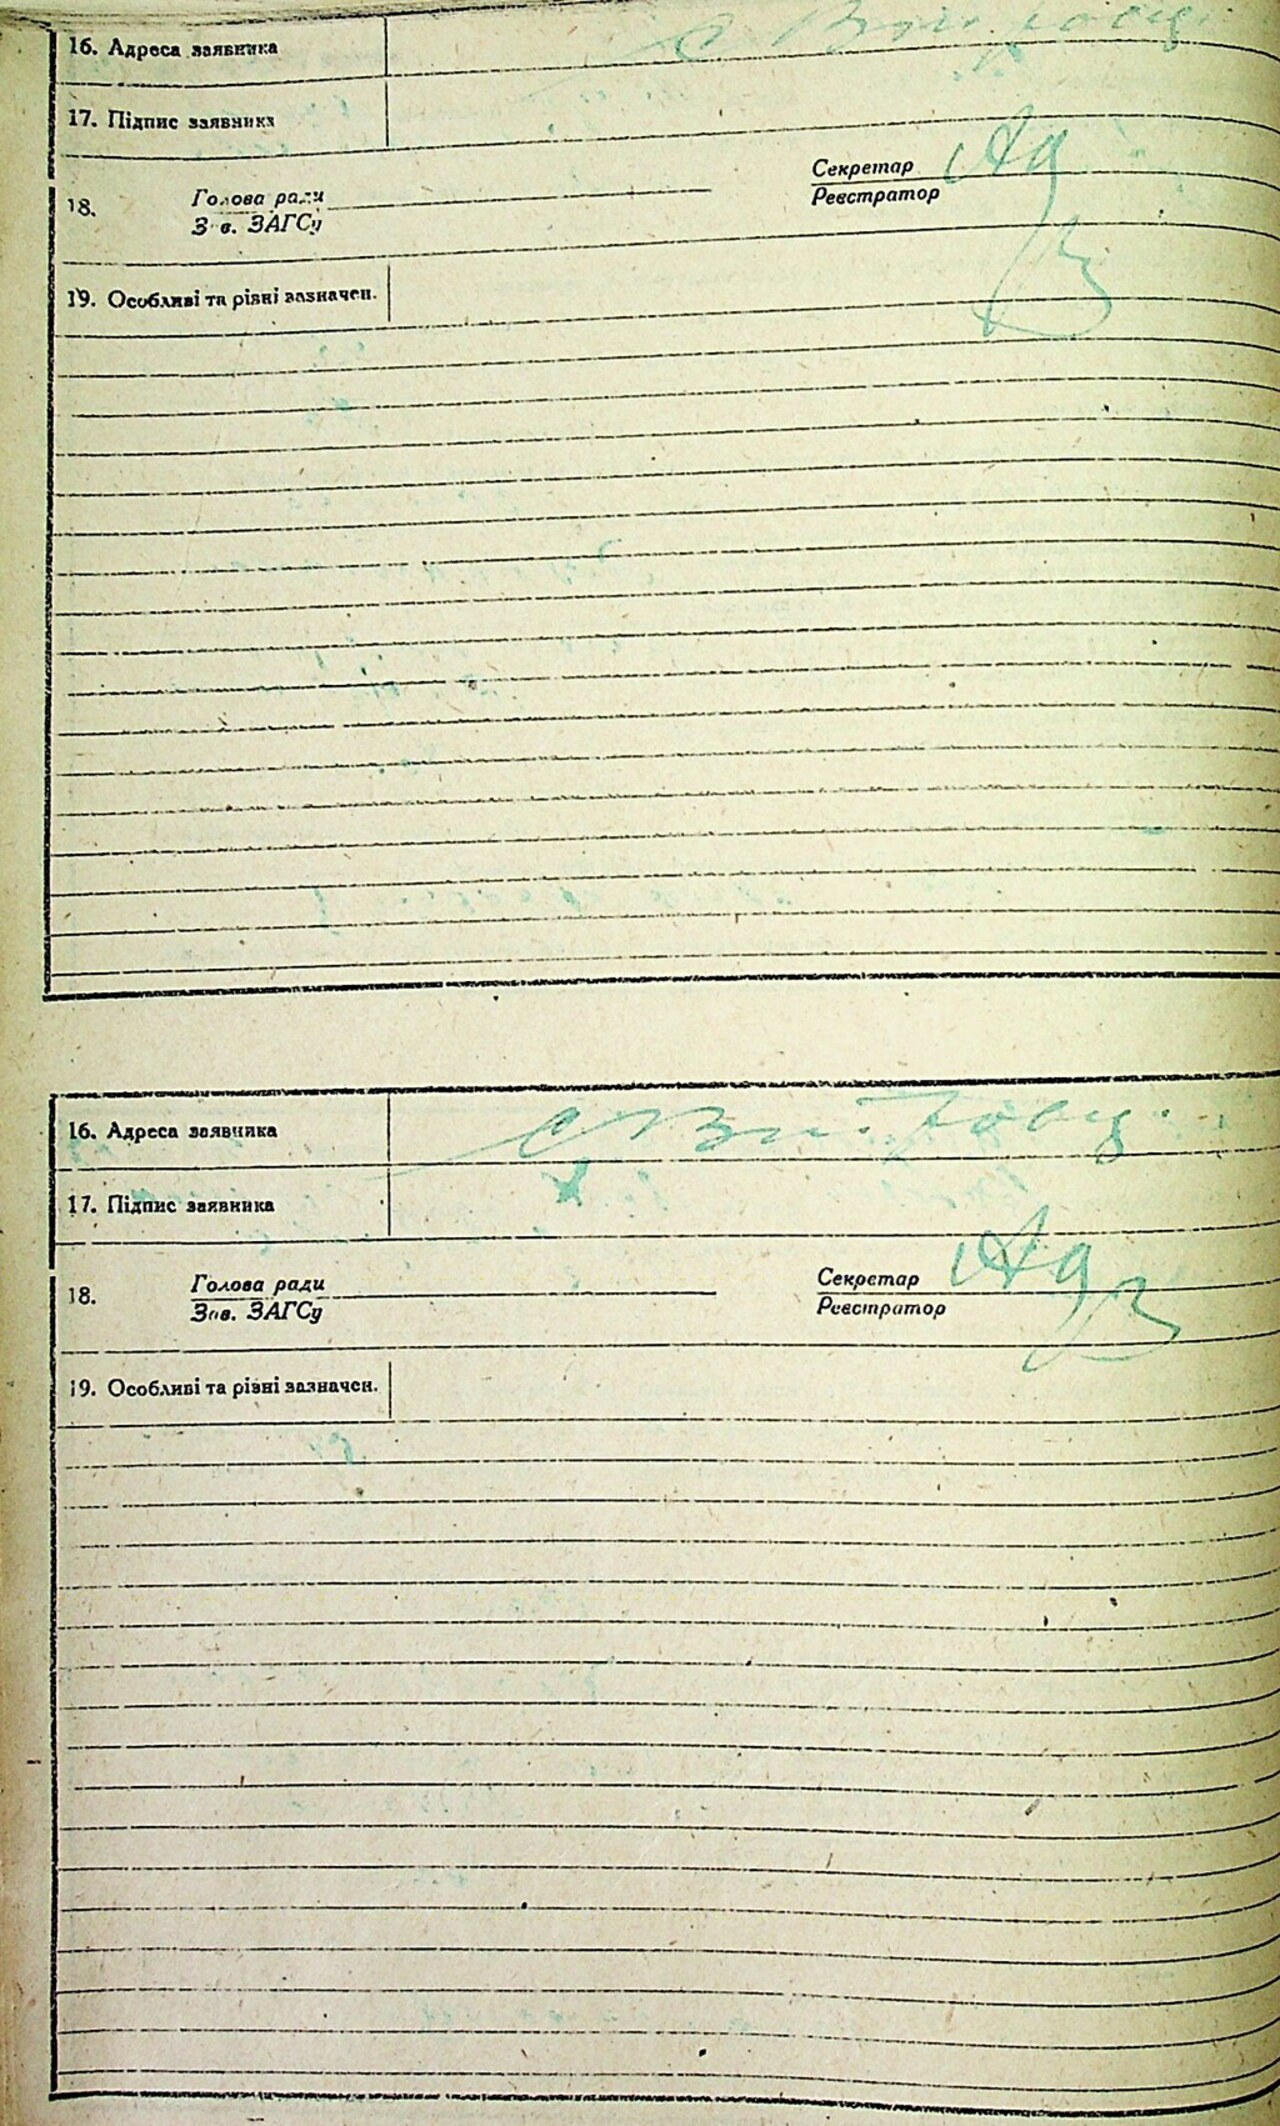 16. Адреса заявника
17. Підпис заявника
Секретар
18. Голова ради
Реєстратор
Зав. ЗАГСу
19. Особливі та різні зазначен.
16. Адреса заявника
17. Підпис заявника
Секретар
18. Голова ради
Реєстратор
Зав. ЗАГСу
19. Особливі та різні зазначен.